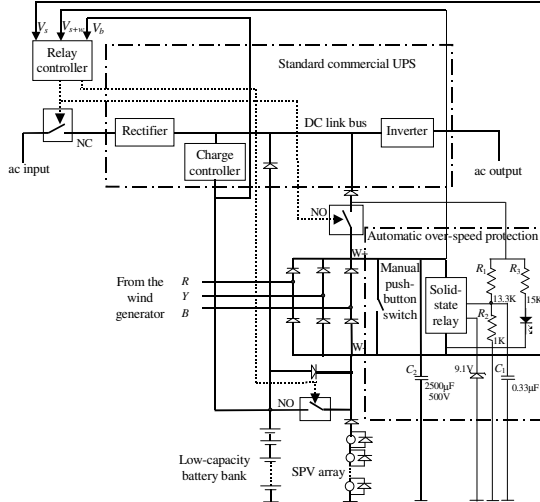 Vs Vs+w Vb
Relay
controller
Standard commercial UPS
Rectifier
DC link bus
Inverter
NC
ac input
Charge
controller
ac output
NO
Automatic over-speed protection
W+
From the
wind
generator
R
Y
B
Manual
push-
button
switch
Solid-
state
relay
R1
13.3K
R3
15K
R2
1K
W-
C2
2500μF
500V
9.1V
C1
0.33μF
NO
Low-capacity
battery bank
SPV array